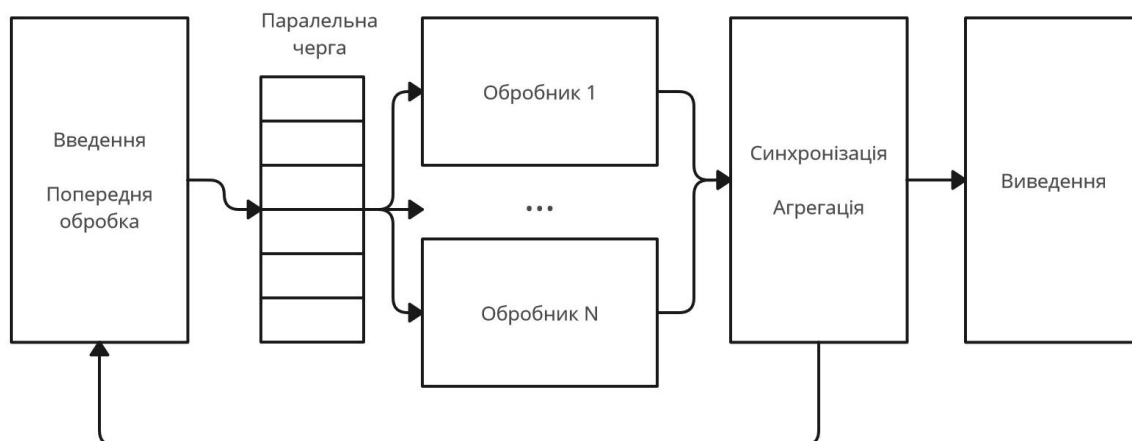 Паралельна
черга
Введення
Попередня
обробка
Обробник 1
...
Обробник N
Синхронізація
Агрегація
Виведення